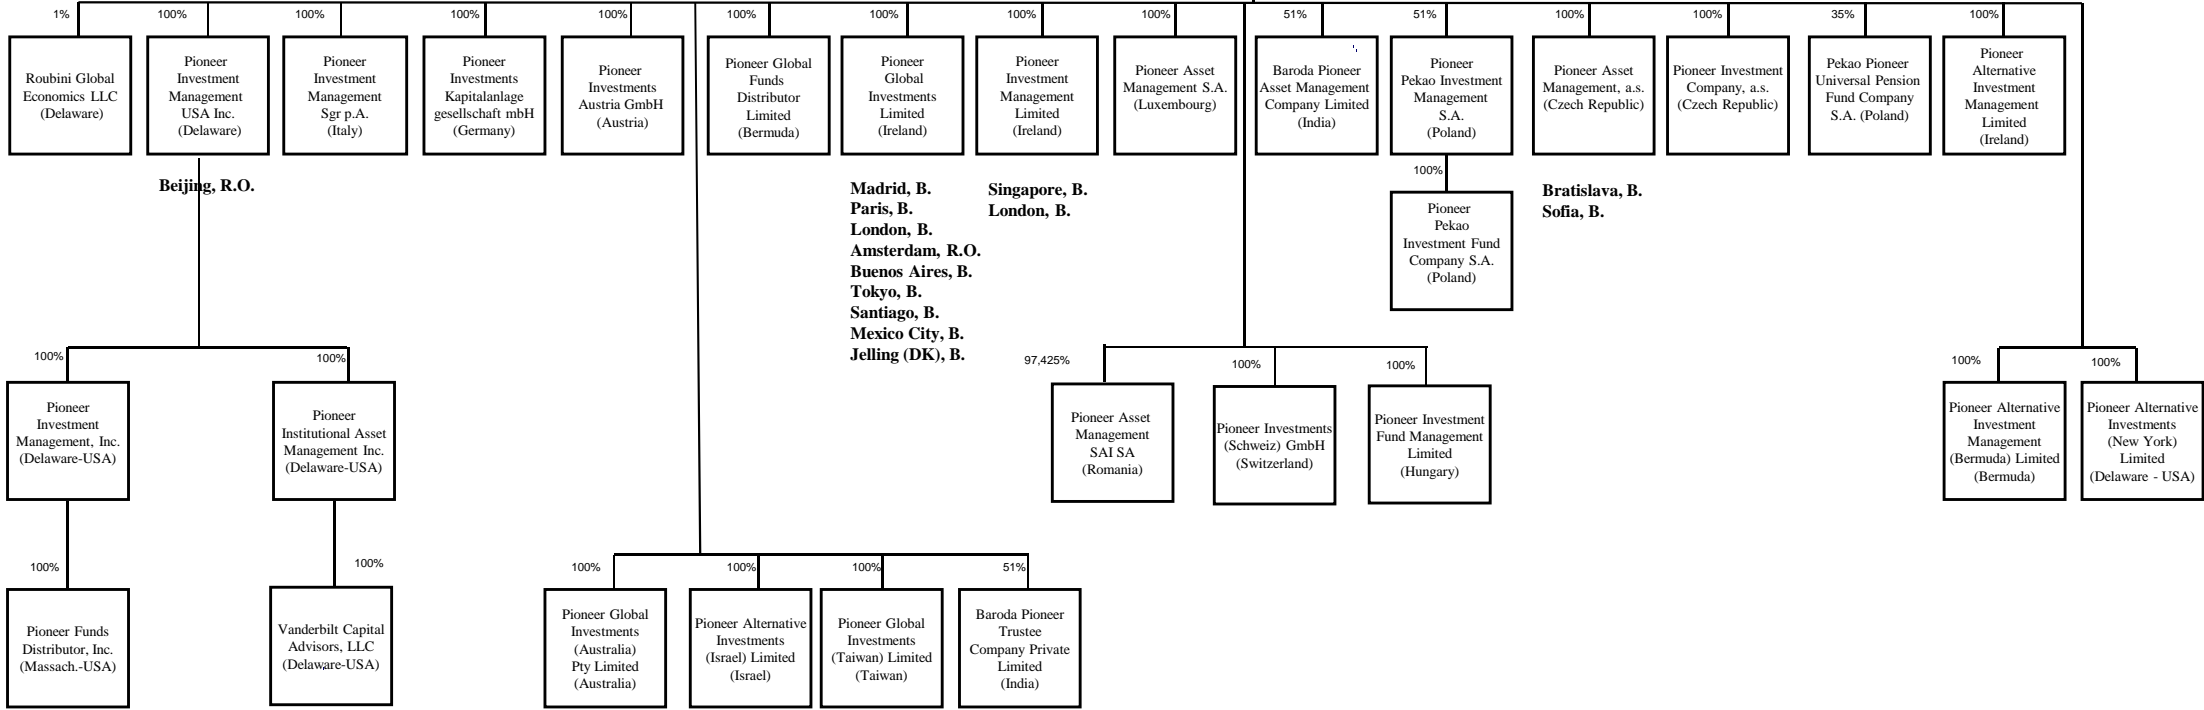 1%
100%
100%
100%
100%
100%
100%
100%
100%
51%
51%
100%
100%
35%
100%
Roubini Global
Economics LLC
(Delaware)
Pioneer
Investment
Management
USA Inc.
(Delaware)
Pioneer
Investment
Management
Sgr p.A.
(Italy)
Pioneer
Investments
Kapitalanlage
gesellschaft mbH
(Germany)
Pioneer
Investments
Austria GmbH
(Austria)
Pioneer Global
Funds
Distributor
Limited
(Bermuda)
Pioneer
Global
Investments
Limited
(Ireland)
Pioneer
Investment
Management
Limited
(Ireland)
Pioneer Asset
Management S.A.
(Luxembourg)
Baroda Pioneer
Asset Management
Company Limited
(India)
Pioneer
Pekao Investment
Management
S.A.
(Poland)
Pioneer Asset
Management, a.s.
(Czech Republic)
Pioneer Investment
Company, a.s.
(Czech Republic)
Pekao Pioneer
Universal Pension
Fund Company
S.A. (Poland)
Pioneer
Alternative
Investment
Management
Limited
(Ireland)
Beijing, R.O.
Madrid, B.
Paris, B.
London, B.
Amsterdam, R.O.
Buenos Aires, B.
Tokyo, B.
Santiago, B.
Mexico City, B.
Jelling (DK), B.
Singapore, B.
London, B.
100%
Pioneer
Pekao
Investment Fund
Company S.A.
(Poland)
Bratislava, B.
Sofia, B.
100%
100%
97,425%
100%
100%
100%
100%
Pioneer
Investment
Management, Inc.
(Delaware-USA)
Pioneer
Institutional Asset
Management Inc.
(Delaware-USA)
Pioneer Asset
Management
SAI SA
(Romania)
Pioneer Investments
(Schweiz) GmbH
(Switzerland)
Pioneer Investment
Fund Management
Limited
(Hungary)
Pioneer Alternative
Investment
Management
(Bermuda) Limited
(Bermuda)
Pioneer Alternative
Investments
(New York)
Limited
(Delaware - USA)
100%
100%
100%
100%
100%
51%
Pioneer Funds
Distributor, Inc.
(Massach.-USA)
Vanderbilt Capital
Advisors, LLC
(Delaware-USA)
Pioneer Global
Investments
(Australia)
Pty Limited
(Australia)
Pioneer Alternative
Investments
(Israel) Limited
(Israel)
Pioneer Global
Investments
(Taiwan) Limited
(Taiwan)
Baroda Pioneer
Trustee
Company Private
Limited
(India)